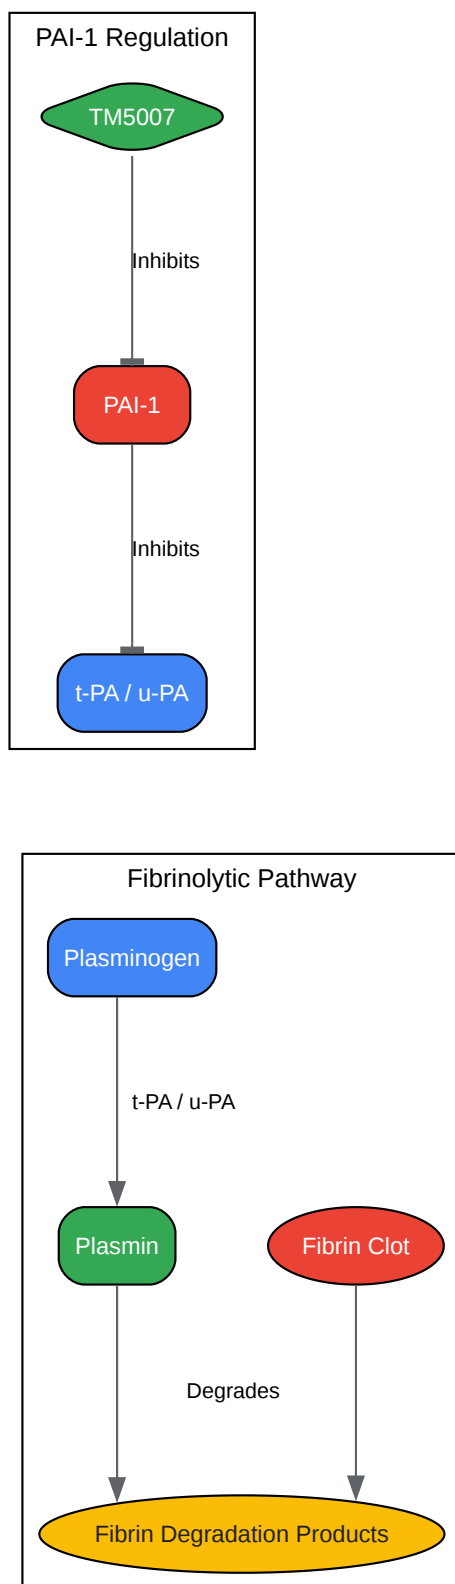 PAI-1 Regulation
TM5007
Inhibits
PAI-1
Inhibits
t-PA / u-PA
Fibrinolytic Pathway
Plasminogen
t-PA / u-PA
Plasmin
Fibrin Clot
Degrades
Fibrin Degradation Products